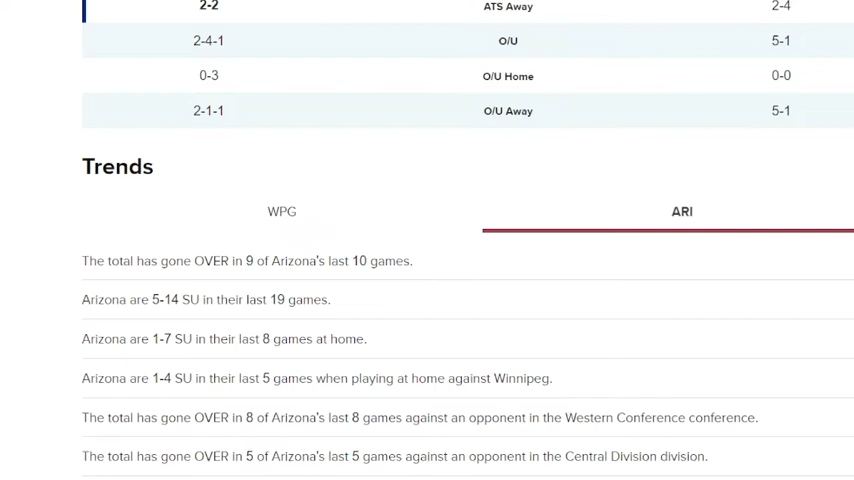 2-2 ATS Away 2-4
2-4-1 O/U 5-1
0-3 O/U Home 0-0
2-1-1 O/U Away 5-1
Trends
WPG ARI
The total has gone OVER in 9 of Arizona's last 10 games.
Arizona are 5-14 SU in their last 19 games.
Arizona are 1-7 SU in their last 8 games at home.
Arizona are 1-4 SU in their last 5 games when playing at home against Winnipeg.
The total has gone OVER in 8 of Arizona's last 8 games against an opponent in the Western Conference conference.
The total has gone OVER in 5 of Arizona's last 5 games against an opponent in the Central Division division.